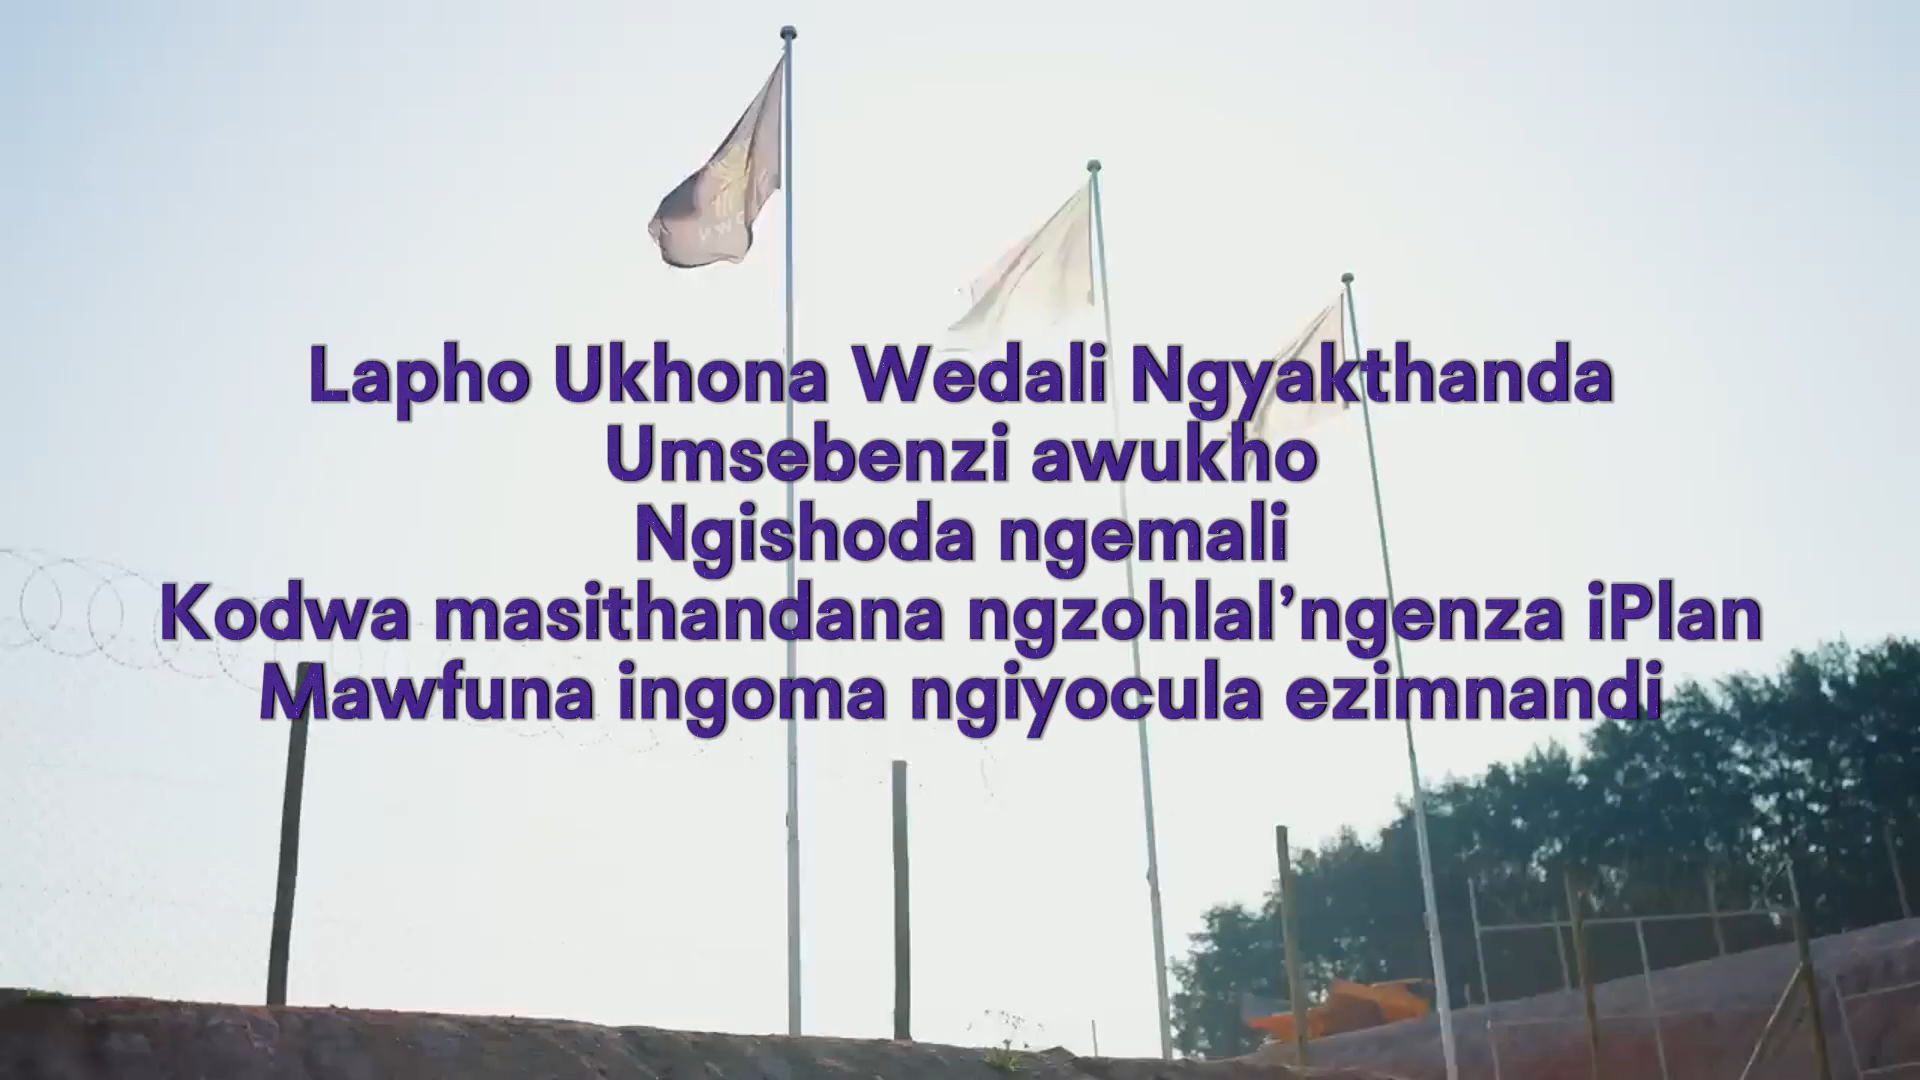 Lapho Ukhona Wedali Ngyakthanda
Umsebenzi awukho
Ngishoda ngemali
Kodwa masithandana ngzohlal’ngenza iPlan
Mawfuna ingoma ngiyocula ezimnandi